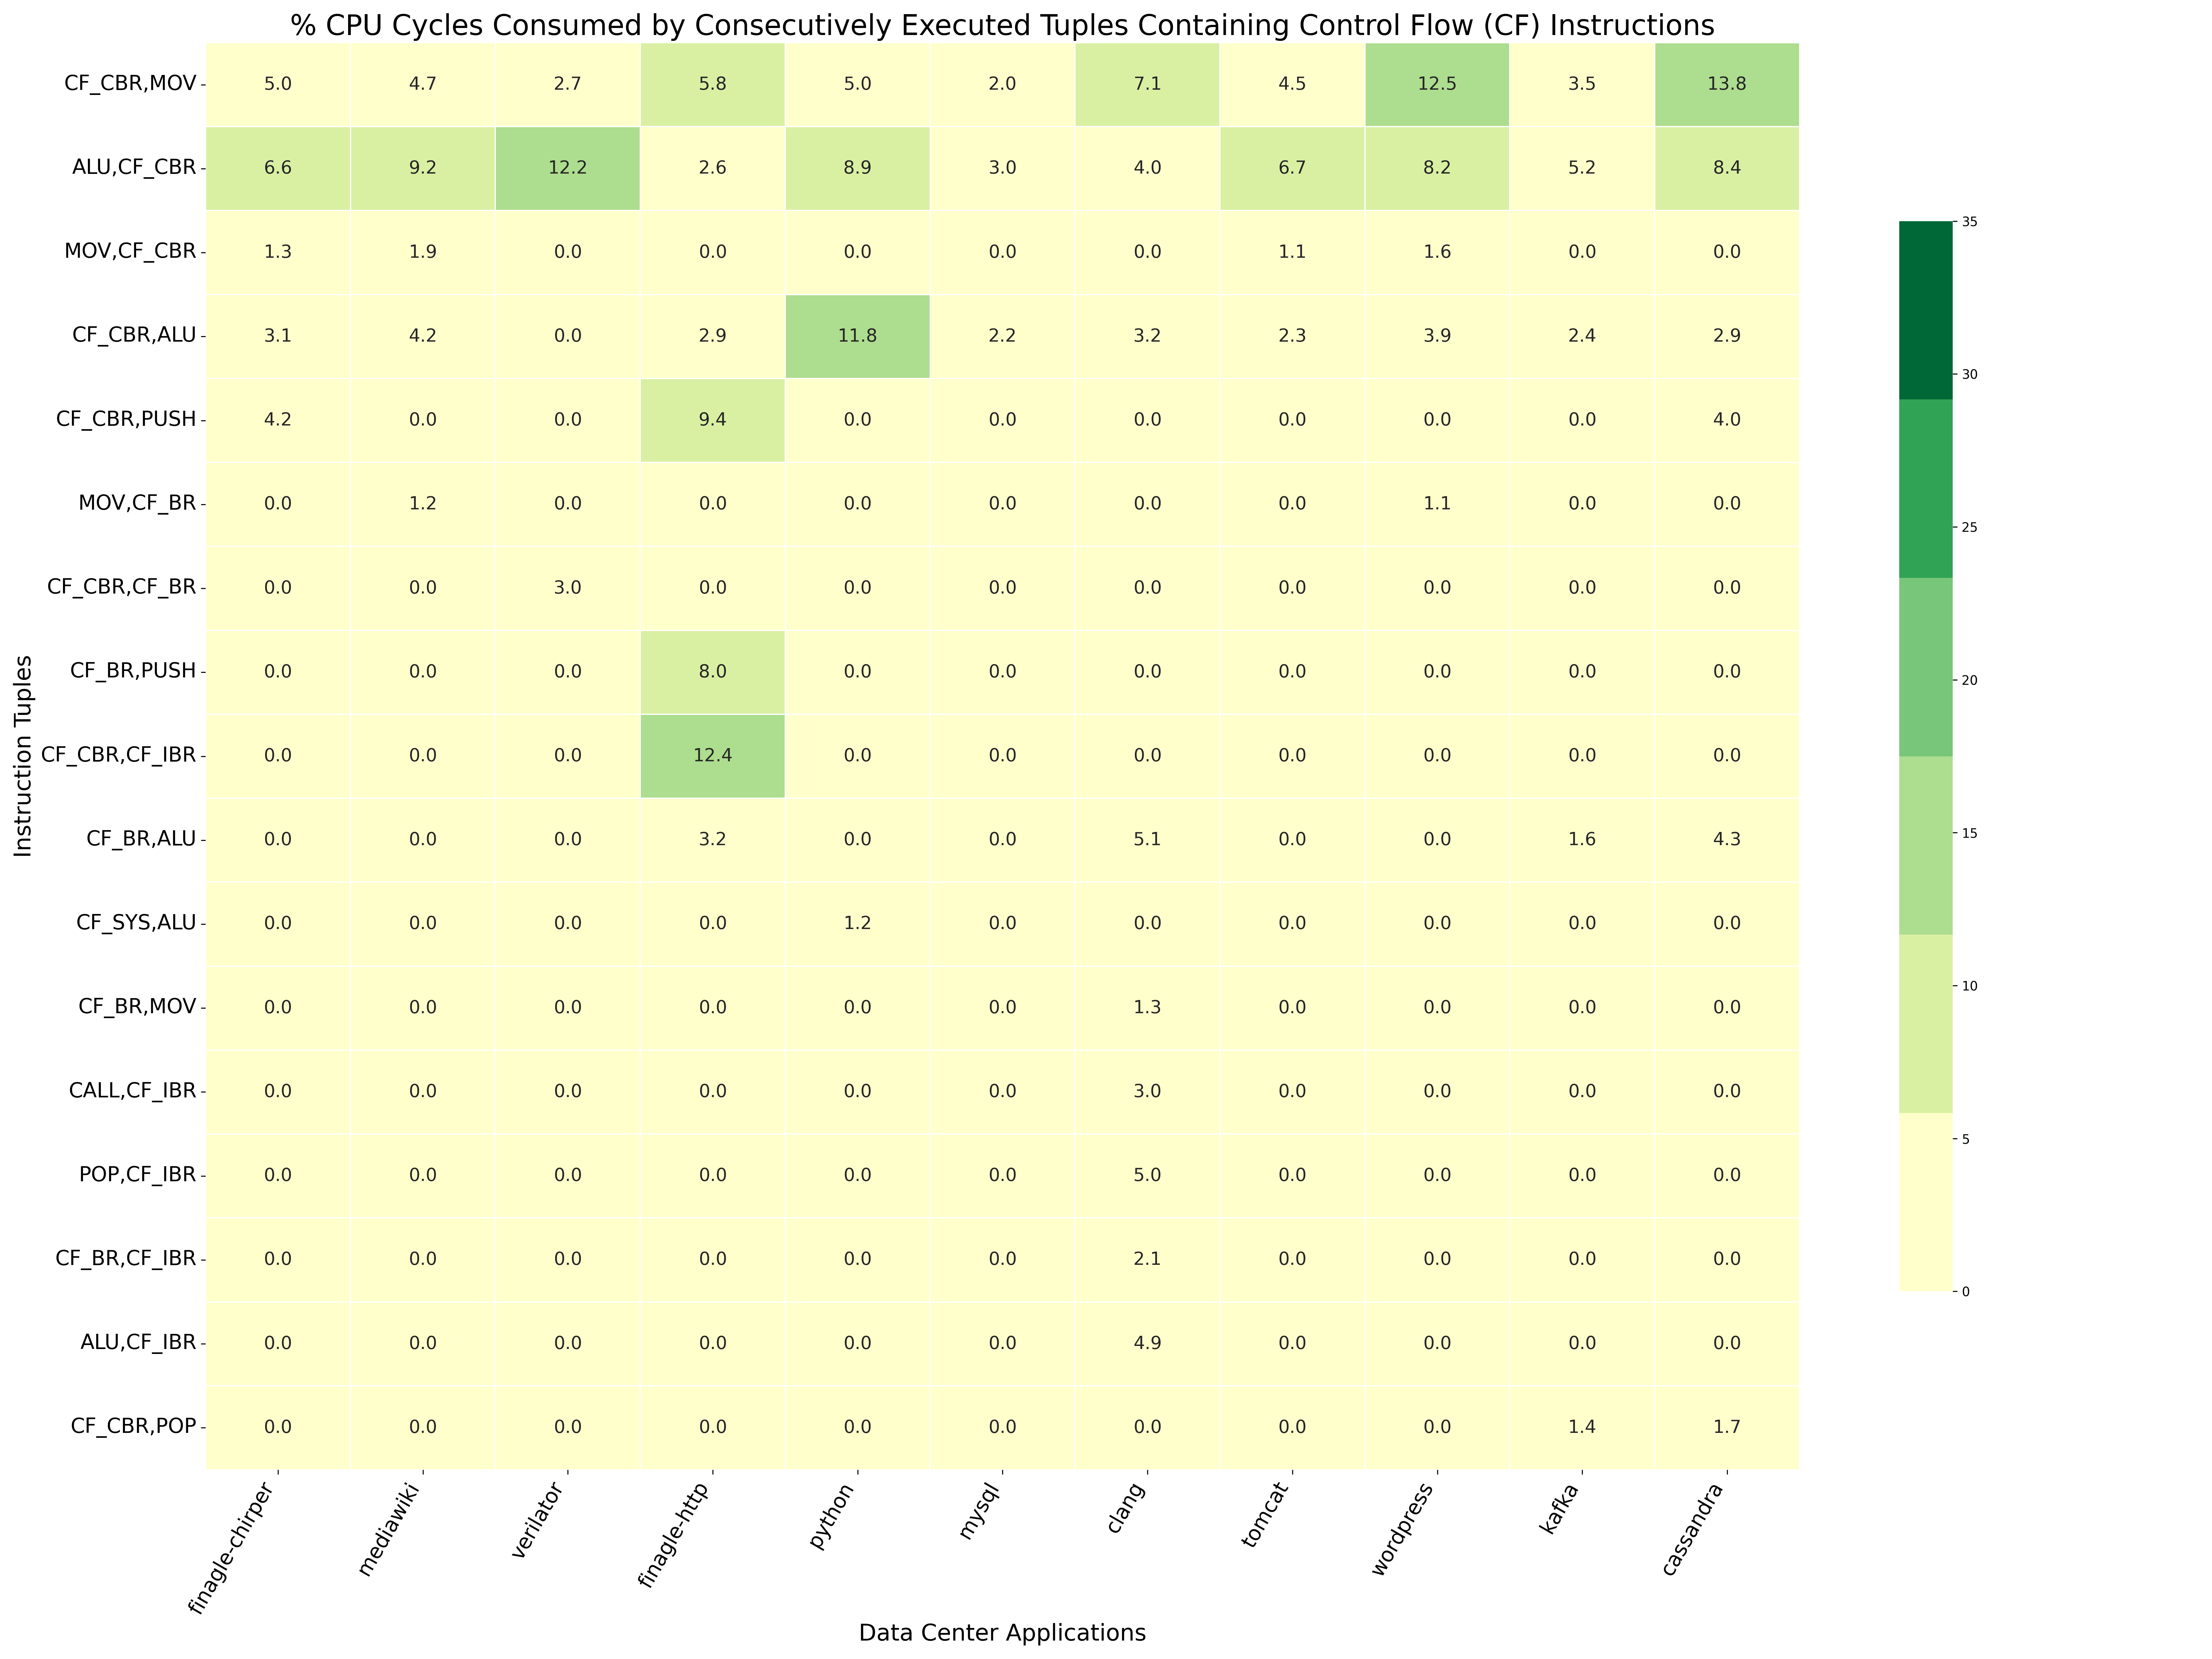 % CPU Cycles Consumed by Consecutively Executed Tuples Containing Control Flow (CF) Instructions
CF_CBR,MOV 5.0 4.7 2.7 5.8 5.0 2.0 7.1 4.5 12.5 3.5 13.8
ALU,CF_CBR 6.6 9.2 12.2 2.6 8.9 3.0 4.0 6.7 8.2 5.2 8.4
MOV,CF_CBR 1.3 1.9 0.0 0.0 0.0 0.0 0.0 1.1 1.6 0.0 0.0
CF_CBR,ALU 3.1 4.2 0.0 2.9 11.8 2.2 3.2 2.3 3.9 2.4 2.9
CF_CBR,PUSH 4.2 0.0 0.0 9.4 0.0 0.0 0.0 0.0 0.0 0.0 4.0
MOV,CF_BR 0.0 1.2 0.0 0.0 0.0 0.0 0.0 0.0 1.1 0.0 0.0
CF_CBR,CF_BR 0.0 0.0 3.0 0.0 0.0 0.0 0.0 0.0 0.0 0.0 0.0
CF_BR,PUSH 0.0 0.0 0.0 8.0 0.0 0.0 0.0 0.0 0.0 0.0 0.0
CF_CBR,CF_IBR 0.0 0.0 0.0 12.4 0.0 0.0 0.0 0.0 0.0 0.0 0.0
CF_BR,ALU 0.0 0.0 0.0 3.2 0.0 0.0 5.1 0.0 0.0 1.6 4.3
CF_SYS,ALU 0.0 0.0 0.0 0.0 1.2 0.0 0.0 0.0 0.0 0.0 0.0
CF_BR,MOV 0.0 0.0 0.0 0.0 0.0 0.0 1.3 0.0 0.0 0.0 0.0
CALL,CF_IBR 0.0 0.0 0.0 0.0 0.0 0.0 3.0 0.0 0.0 0.0 0.0
POP,CF_IBR 0.0 0.0 0.0 0.0 0.0 0.0 5.0 0.0 0.0 0.0 0.0
CF_BR,CF_IBR 0.0 0.0 0.0 0.0 0.0 0.0 2.1 0.0 0.0 0.0 0.0
ALU,CF_IBR 0.0 0.0 0.0 0.0 0.0 0.0 4.9 0.0 0.0 0.0 0.0
CF_CBR,POP 0.0 0.0 0.0 0.0 0.0 0.0 0.0 0.0 0.0 1.4 1.7
finagle-chirper mediawiki verilator finagle-http python mysql clang tomcat wordpress kafka cassandra
Data Center Applications
Instruction Tuples
35
30
25
20
15
10
5
0